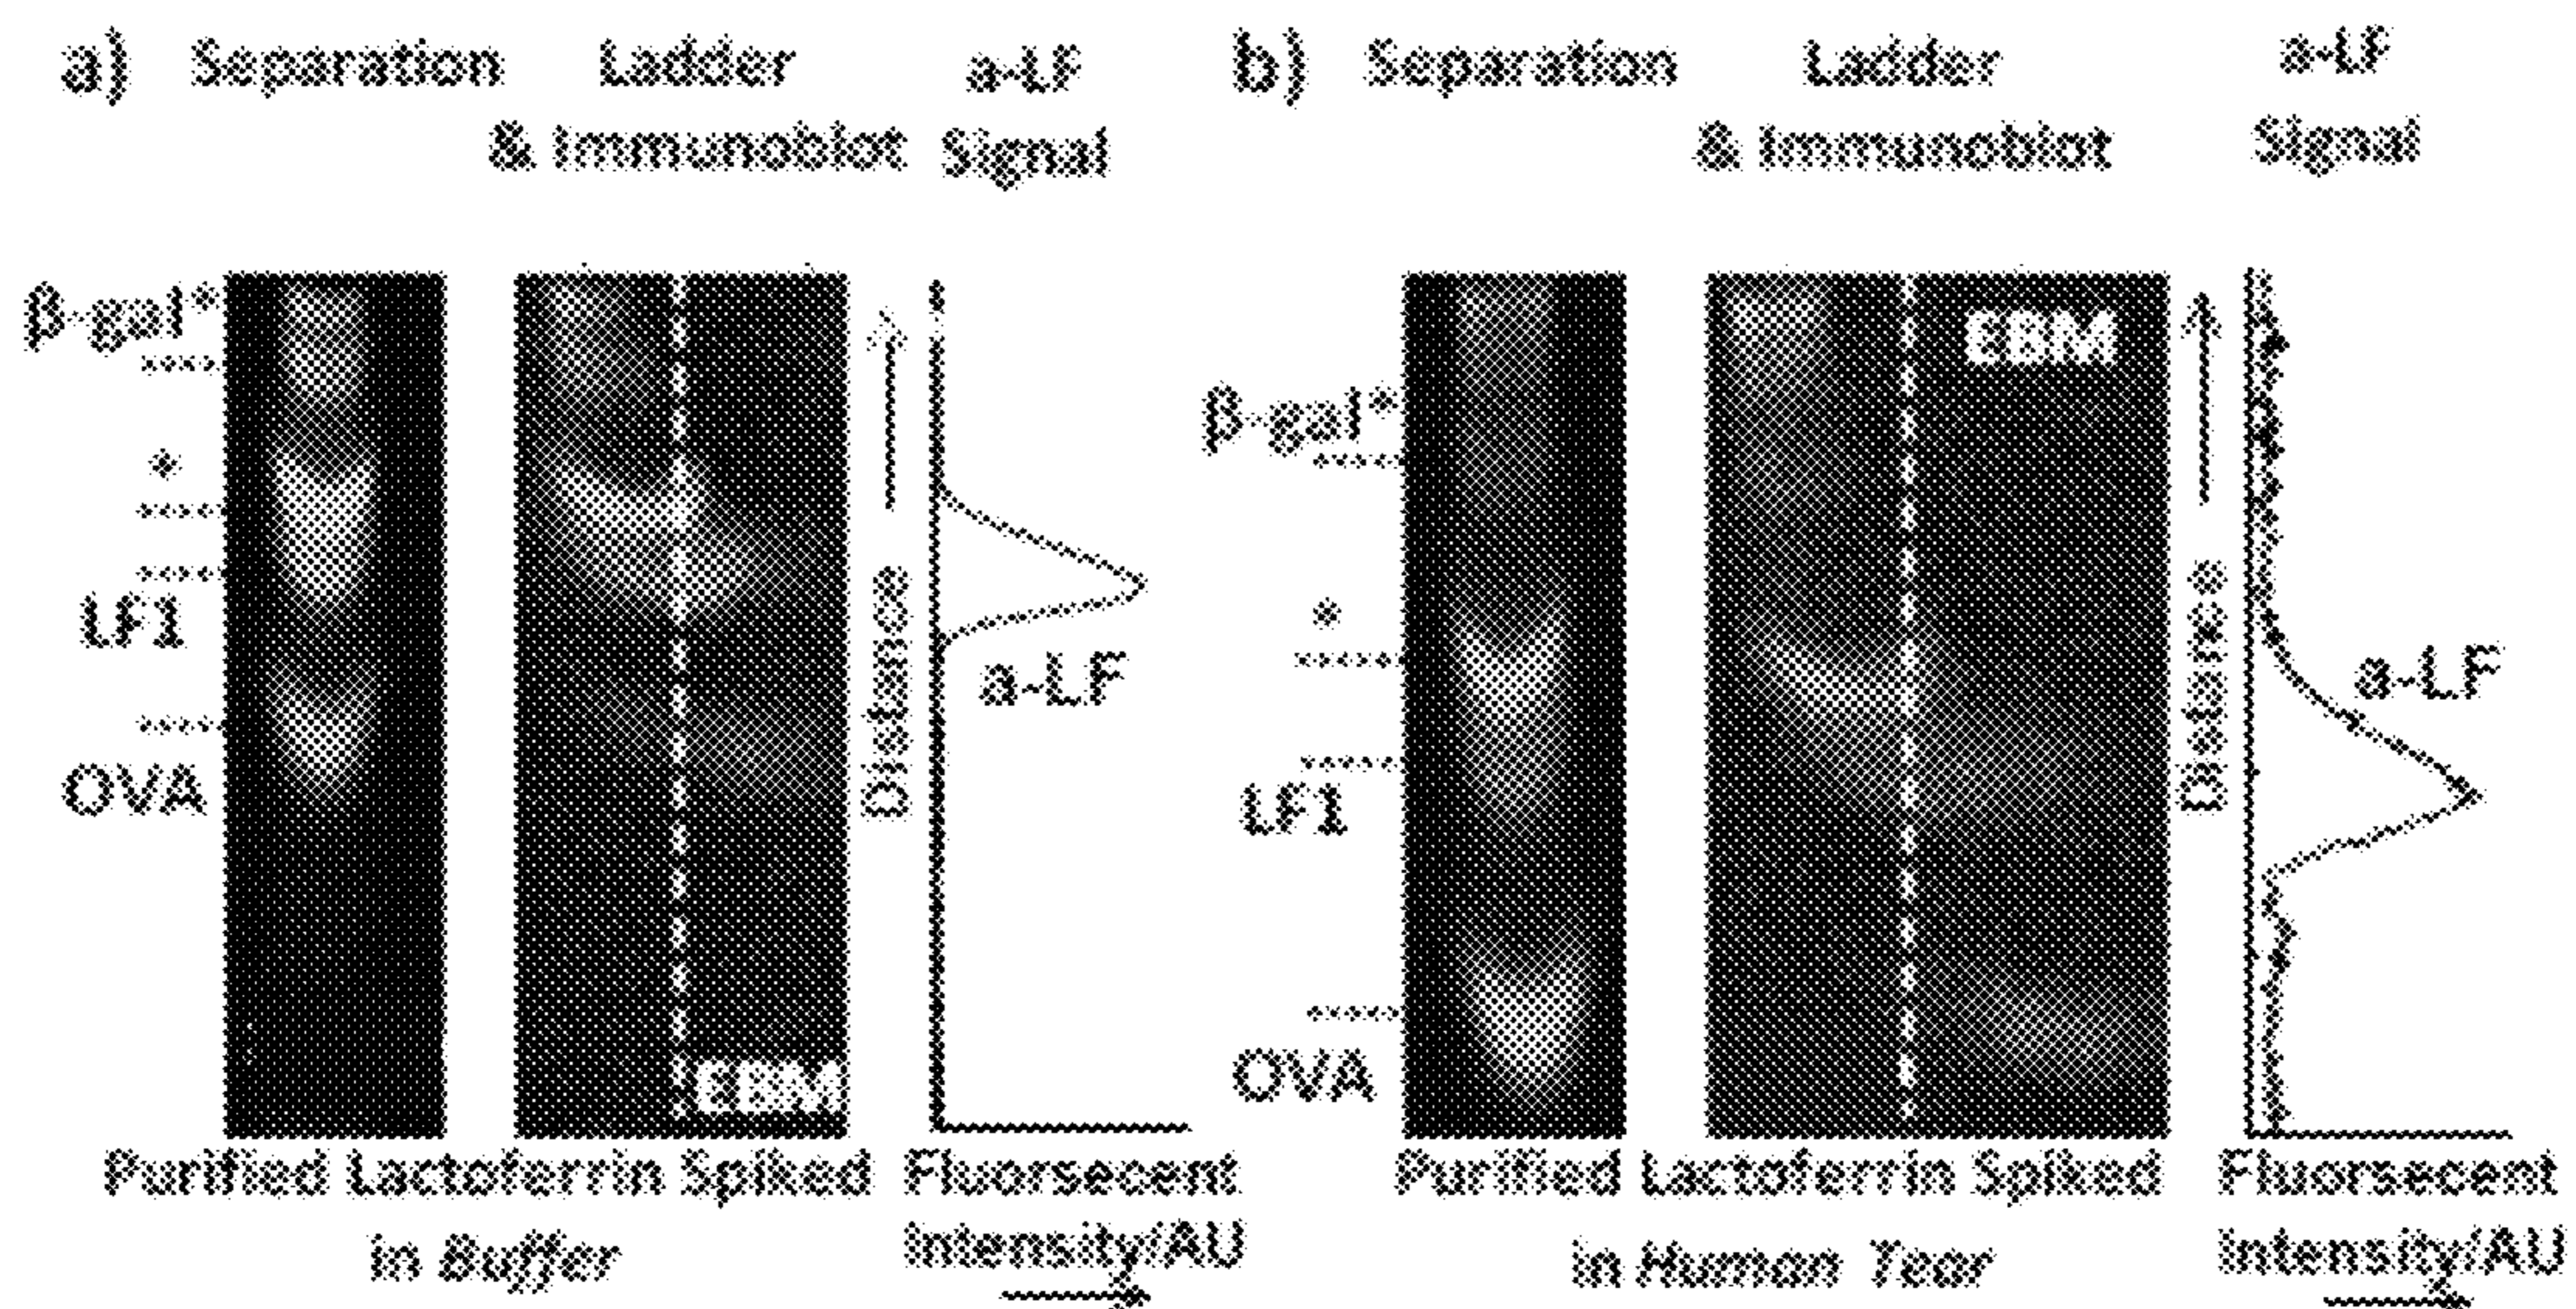 a) Separation Ladder a-LF
& Immunoblot Signal
β-gal*
*
LF1
OVA
EBM
Distance
a-LF
Purified Lactoferrin Spiked
in Buffer
Fluorsecent
Intensity/AU
b) Separation Ladder a-LF
& Immunoblot Signal
β-gal*
*
LF1
OVA
EBM
Distance
a-LF
Purified Lactoferrin Spiked
in Human Tear
Fluorsecent
Intensity/AU